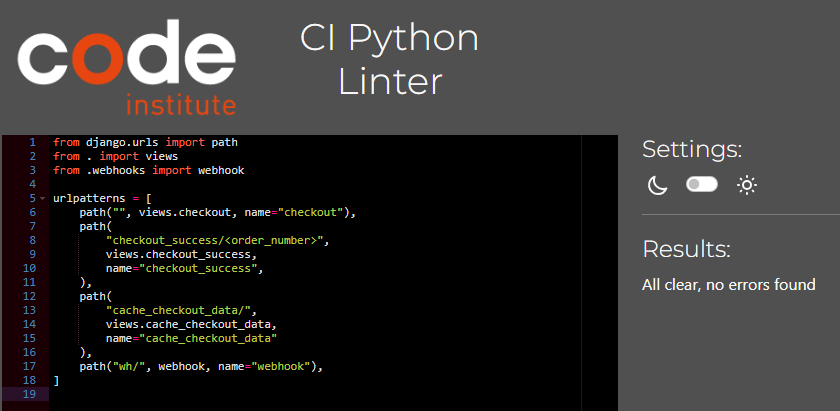 code
institute
CI Python
Linter
1 from django.urls import path
2 from . import views
3 from .webhooks import webhook
4
5 urlpatterns = [
6     path("", views.checkout, name="checkout"),
7     path(
8         "checkout_success/<order_number>",
9         views.checkout_success,
10         name="checkout_success",
11     ),
12     path(
13         "cache_checkout_data/",
14         views.cache_checkout_data,
15         name="cache_checkout_data"
16     ),
17     path("wh/", webhook, name="webhook"),
18 ]
19
Settings:
Results:
All clear, no errors found